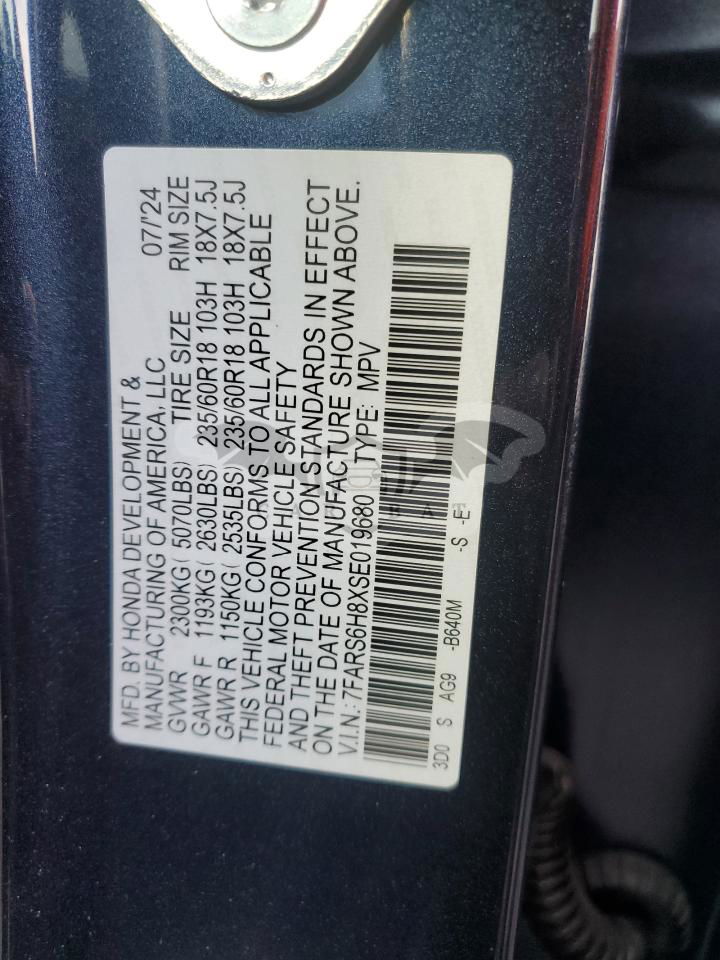 MFD. BY HONDA DEVELOPMENT &
MANUFACTURING OF AMERICA, LLC 07/'24
GVWR 2300KG( 5070LBS) TIRE SIZE RIM SIZE
GAWR F 1193KG( 2630LBS) 235/60R18 103H 18X7.5J
GAWR R 1150KG( 2535LBS) 235/60R18 103H 18X7.5J
THIS VEHICLE CONFORMS TO ALL APPLICABLE
FEDERAL MOTOR VEHICLE SAFETY
AND THEFT PREVENTION STANDARDS IN EFFECT
ON THE DATE OF MANUFACTURE SHOWN ABOVE.
V.I.N.: 7FARS6H8XSE019680 TYPE: MPV
3D0 S AG9 -B640M -S -E1